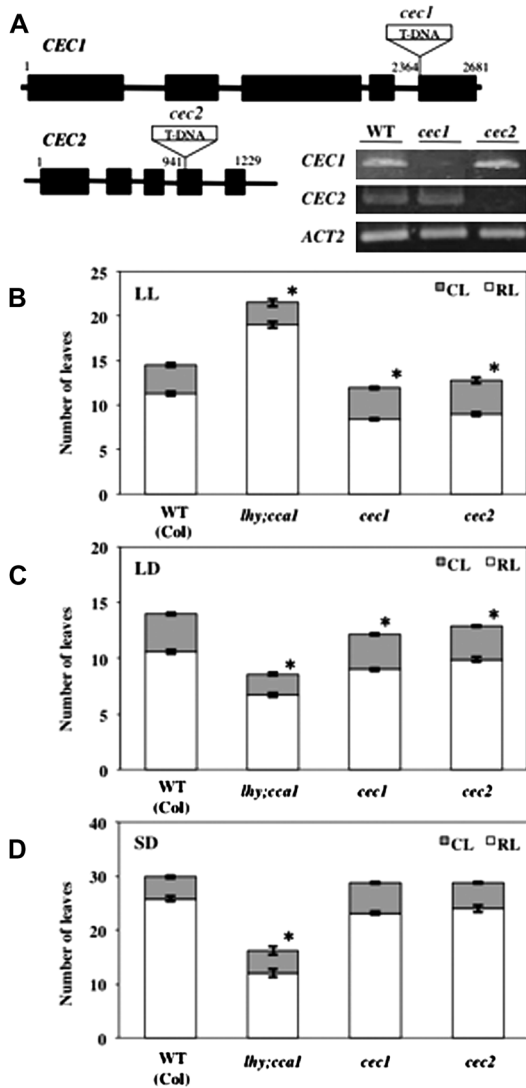 A
cec1
CEC1
T-DNA
1
2364
2681
cec2
CEC2
T-DNA
1
941
1229
WT
cec1
cec2
CEC1
CEC2
ACT2
B
LL
CL
RL
Number of leaves
25
20
15
10
5
0
*
*
*
WT
(Col)
lhy;cca1
cec1
cec2
C
LD
CL
RL
Number of leaves
20
15
10
5
0
*
*
*
WT
(Col)
lhy;cca1
cec1
cec2
D
SD
CL
RL
Number of leaves
40
30
20
10
0
*
WT
(Col)
lhy;cca1
cec1
cec2